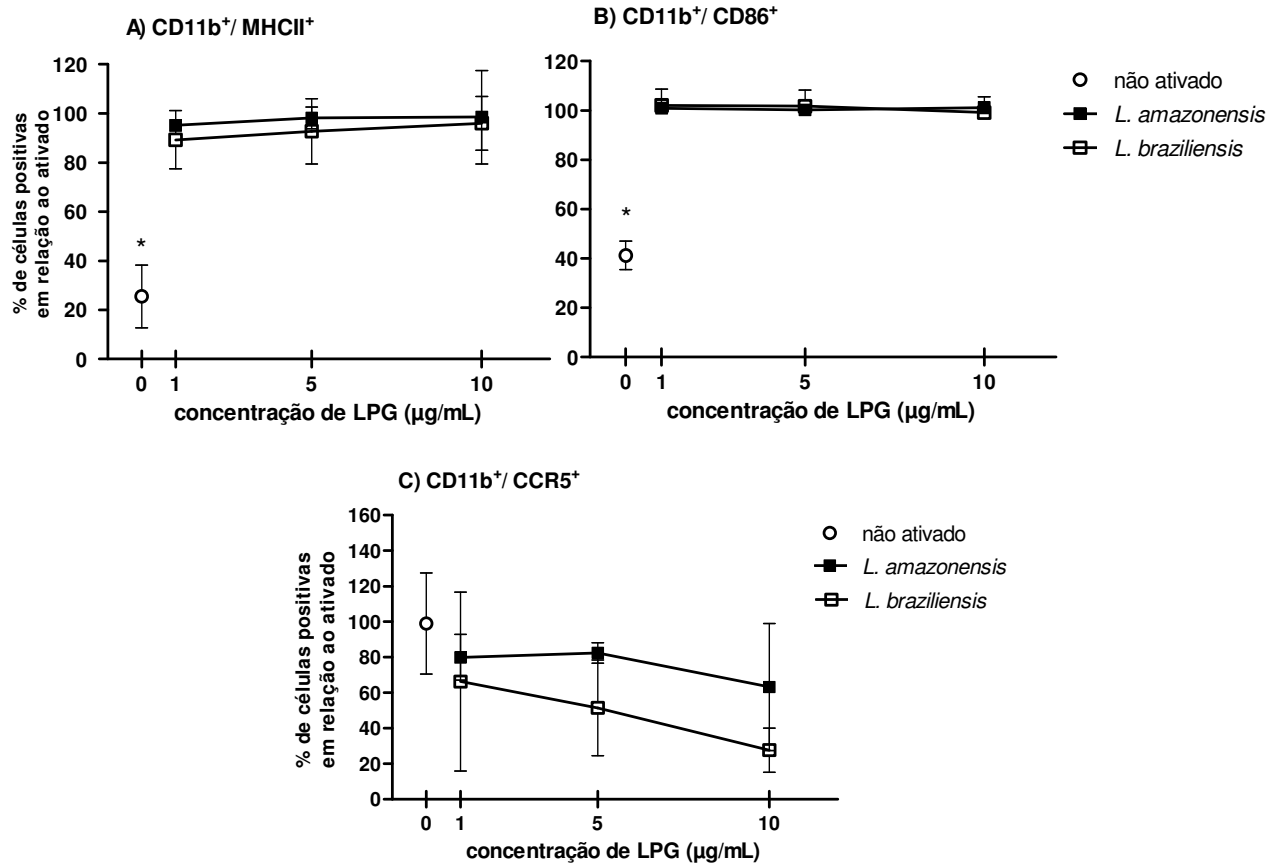 A) CD11b+/ MHCII+
% de células positivas
em relação ao ativado
120
100
80
60
40
20
0
*
0 1 5 10
concentração de LPG (µg/mL)
B) CD11b+/ CD86+
120
100
80
60
40
20
0
*
0 1 5 10
concentração de LPG (µg/mL)
não ativado
L. amazonensis
L. braziliensis
C) CD11b+/ CCR5+
% de células positivas
em relação ao ativado
160
140
120
100
80
60
40
20
0
0 1 5 10
concentração de LPG (µg/mL)
não ativado
L. amazonensis
L. braziliensis